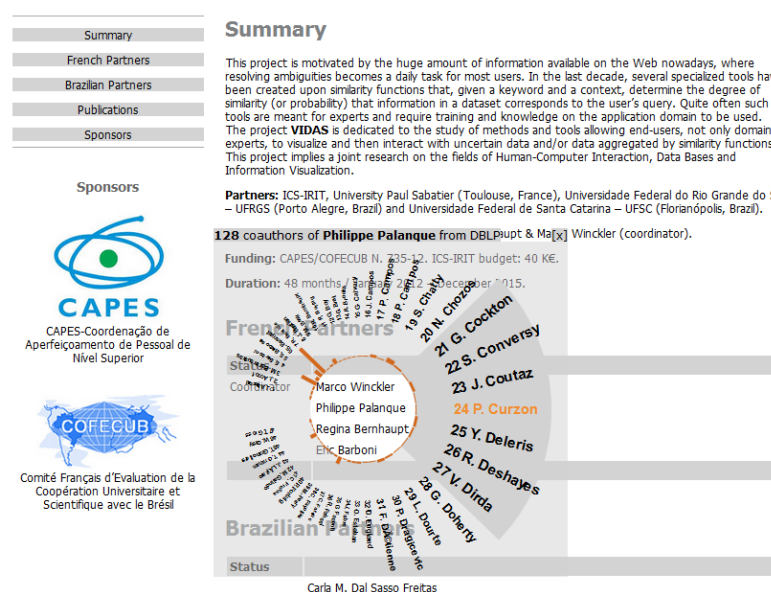 Summary
French Partners
Brazilian Partners
Publications
Sponsors
Sponsors
CAPES
CAPES-Coordenação de
Aperfeiçoamento de Pessoal de
Nível Superior
COFECUB
Comité Français d'Evaluation de la
Coopération Universitaire et
Scientifique avec le Brésil
Summary
This project is motivated by the huge amount of information available on the Web nowadays, where
resolving ambiguities becomes a daily task for most users. In the last decade, several specialized tools
been created upon similarity functions that, given a keyword and a context, determine the degree of
similarity (or probability) that information in a dataset corresponds to the user's query. Quite often such
tools are meant for experts and require training and knowledge on the application domain to be used.
The project VIDAS is dedicated to the study of methods and tools allowing end-users, not only domain
experts, to visualize and then interact with uncertain data and/or data aggregated by similarity functions
This project implies a joint research on the fields of Human-Computer Interaction, Data Bases and
Information Visualization.
Partners: ICS-IRIT, University Paul Sabatier (Toulouse, France), Universidade Federal do Rio Grande do
– UFRGS (Porto Alegre, Brazil) and Universidade Federal de Santa Catarina – UFSC (Florianópolis, Brazil).
128 coauthors of Philippe Palanque from DBLP
[x] Winckler (coordinator).
Funding: CAPES/COFECUB N. 735-12. ICS-IRIT budget: 40 K€.
Duration: 48 months / January 2012 – December 2015.
French Partners
Status
Coordinator
Marco Winckler
Philippe Palanque
Regina Bernhaupt
Eric Barboni
16 J. Campos
17 P. Campos
18 P. Campos
19 S. Chatty
20 N. Chozos
21 G. Cockton
22 S. Conversy
23 J. Coutaz
24 P. Curzon
25 Y. Deleris
26 R. Deshayes
27 V. Dirda
28 G. Doherty
29 L. Dourte
30 P. Dragicevic
31 F.
32 D. England
Brazilian Partners
Status
Carla M. Dal Sasso Freitas